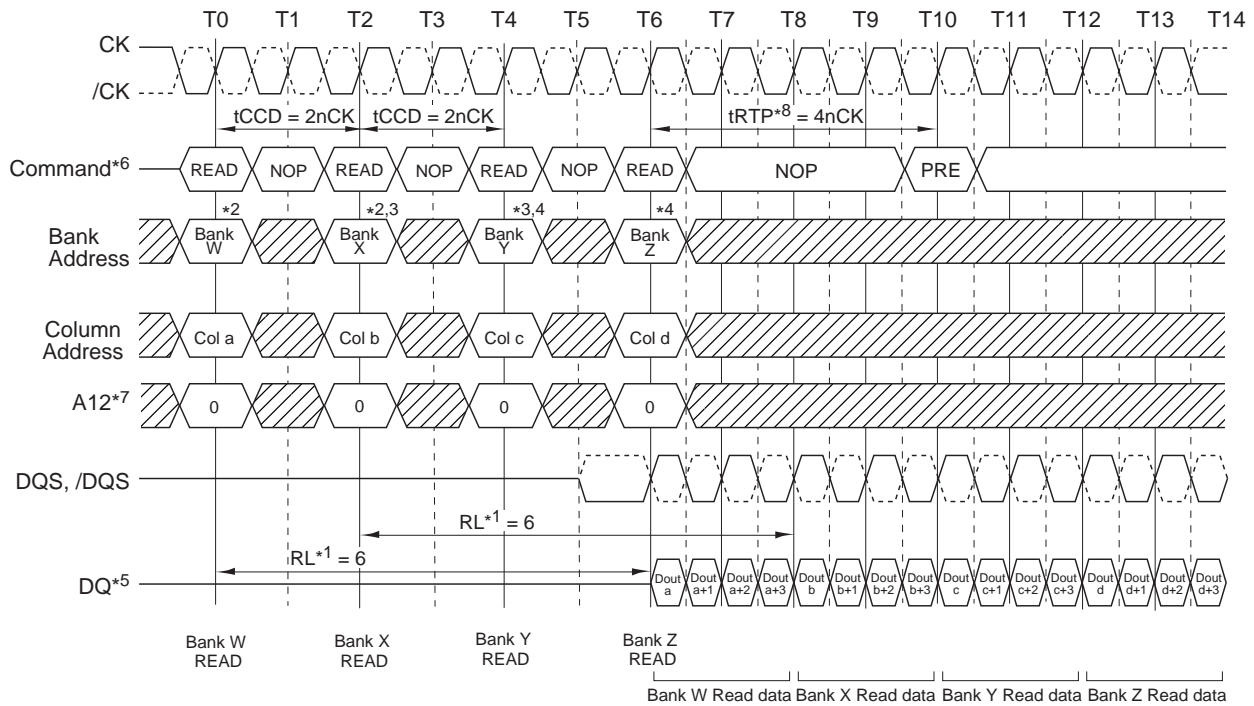 T0 T1 T2 T3 T4 T5 T6 T7 T8 T9 T10 T11 T12 T13 T14
CK
/CK
tCCD = 2nCK tCCD = 2nCK tRTP*8 = 4nCK
Command*6 READ NOP READ NOP READ NOP READ NOP PRE
*2 *2,3 *3,4 *4
Bank Address
Bank W
Bank X
Bank Y
Bank Z
Column Address
Col a Col b Col c Col d
A12*7 0 0 0 0
DQS, /DQS
RL*1 = 6
RL*1 = 6
DQ*5
Dout a
Dout a+1
Dout a+2
Dout a+3
Dout b
Dout b+1
Dout b+2
Dout b+3
Dout c
Dout c+1
Dout c+2
Dout c+3
Dout d
Dout d+1
Dout d+2
Dout d+3
Bank W READ
Bank X READ
Bank Y READ
Bank Z READ
Bank W Read data Bank X Read data Bank Y Read data Bank Z Read data